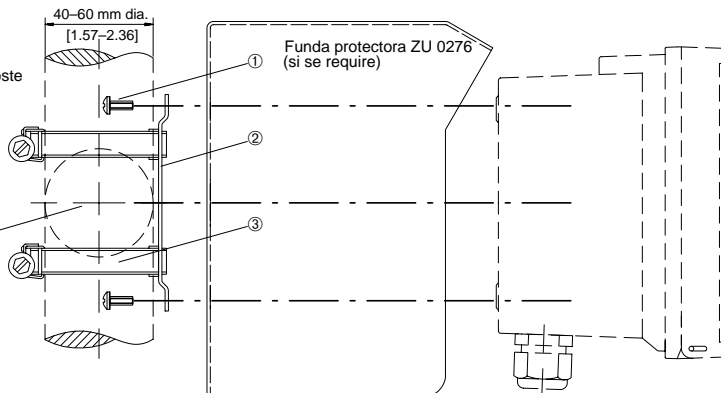 40–60 mm dia.
[1.57–2.36]
①
Funda protectora ZU 0276
(si se require)
②
③